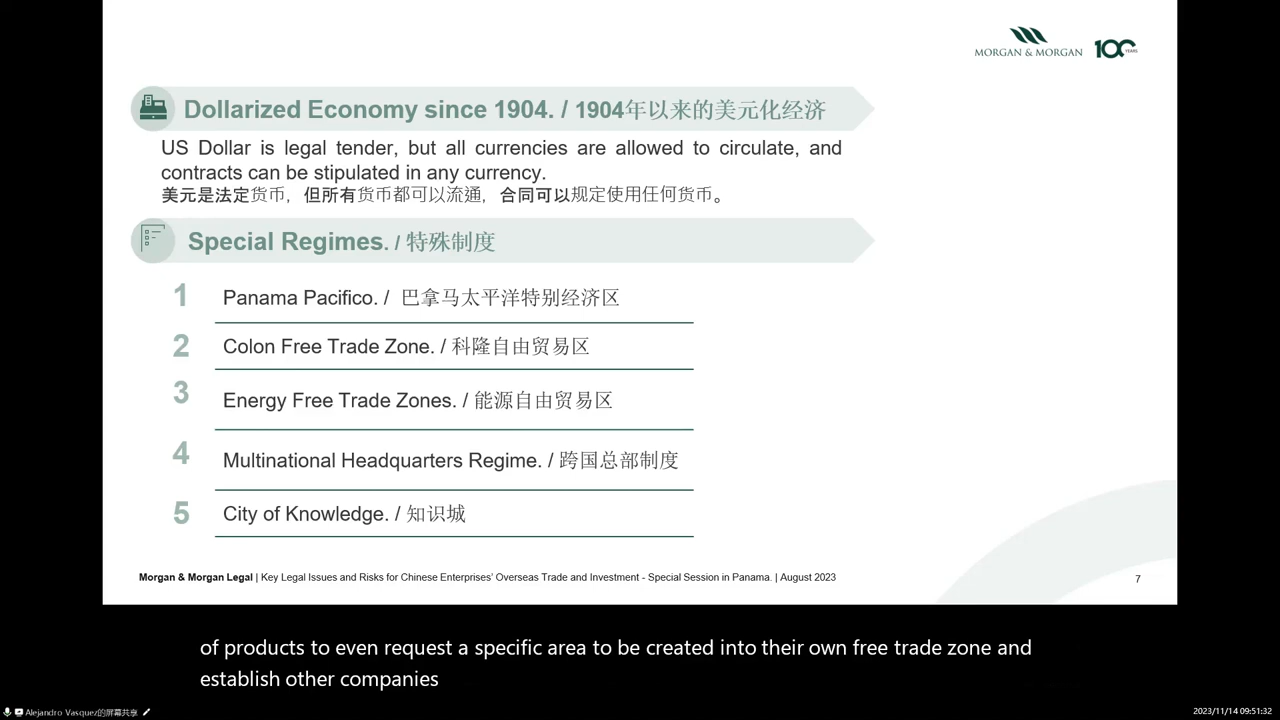 MORGAN & MORGAN
100 YEARS
Dollarized Economy since 1904. / 1904年以来的美元化经济
US Dollar is legal tender, but all currencies are allowed to circulate, and
contracts can be stipulated in any currency.
美元是法定货币，但所有货币都可以流通，合同可以规定使用任何货币。
Special Regimes. / 特殊制度
1 Panama Pacifico. / 巴拿马太平洋特别经济区
2 Colon Free Trade Zone. / 科隆自由贸易区
3 Energy Free Trade Zones. / 能源自由贸易区
4 Multinational Headquarters Regime. / 跨国总部制度
5 City of Knowledge. / 知识城
Morgan & Morgan Legal | Key Legal Issues and Risks for Chinese Enterprises' Overseas Trade and Investment - Special Session in Panama. | August 2023
7
of products to even request a specific area to be created into their own free trade zone and
establish other companies
Alejandro Vasquez的屏幕共享
2023/11/14 09:51:32